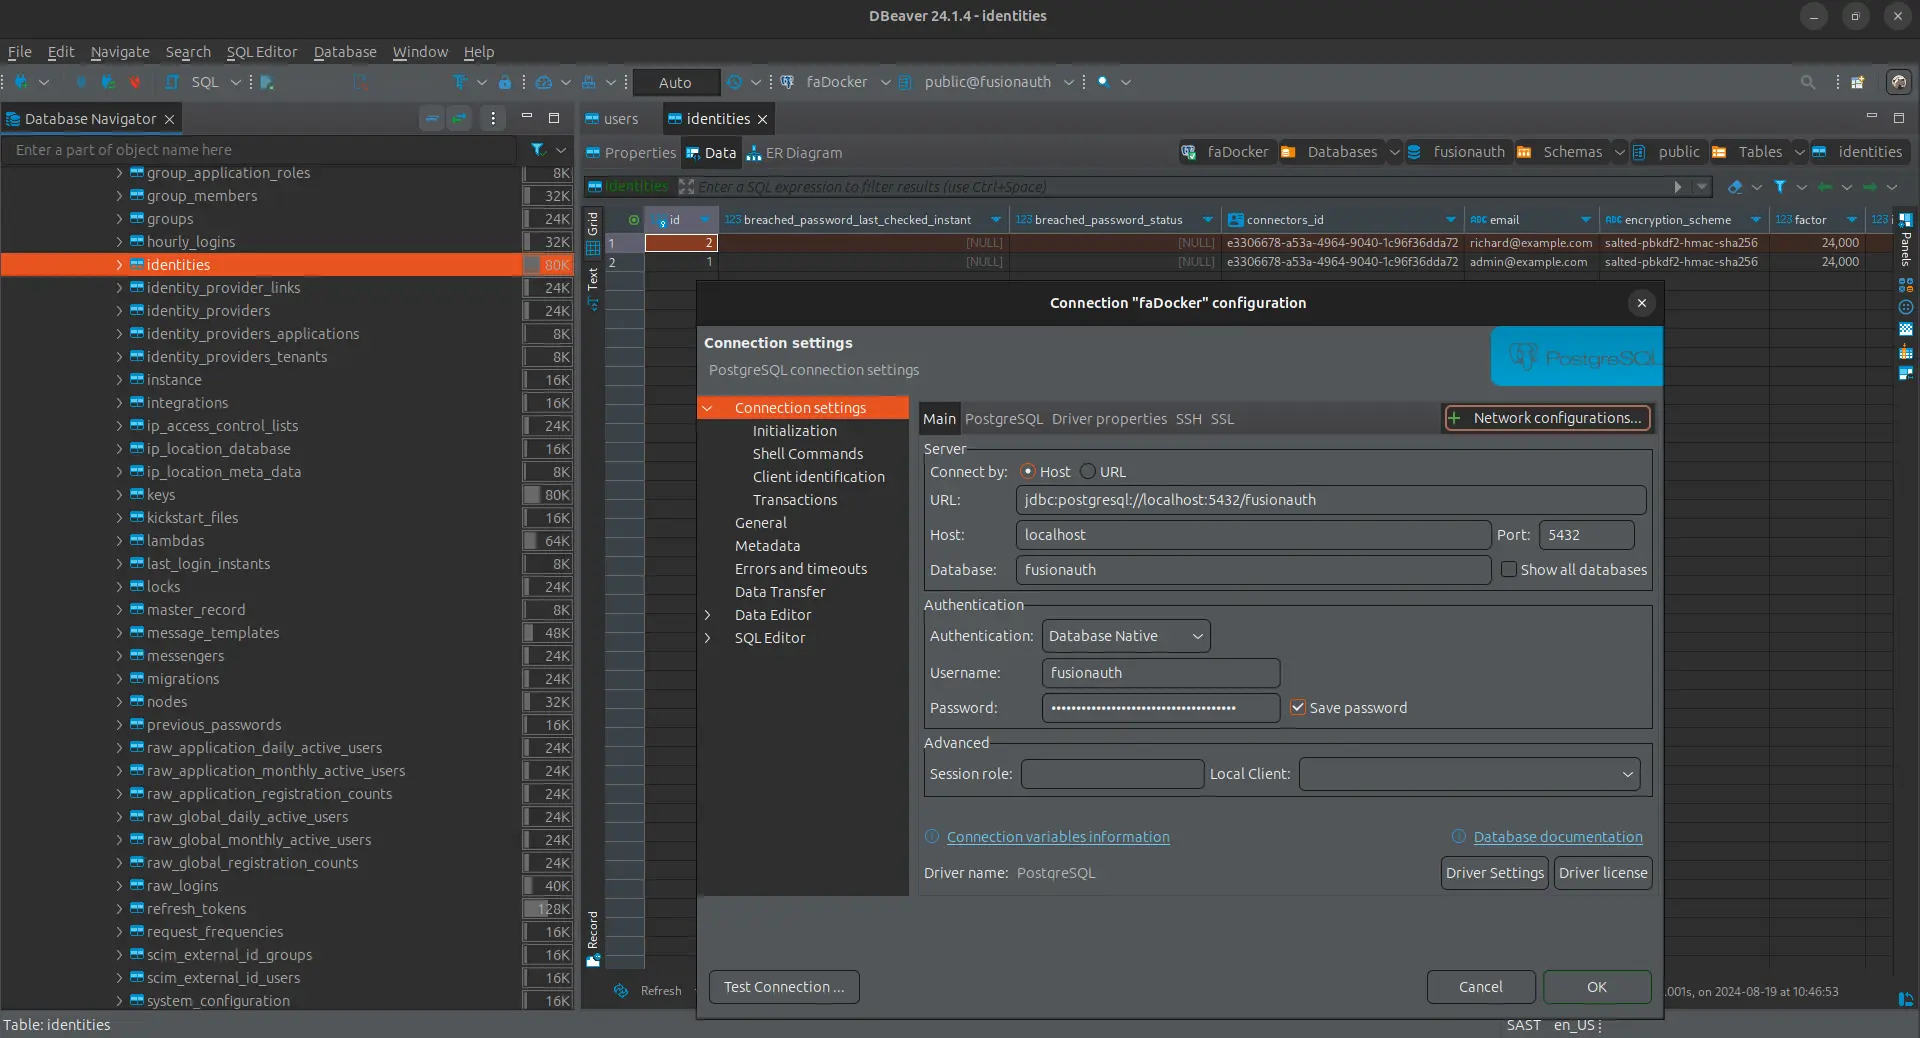 DBeaver 24.1.4 - identities
File Edit Navigate Search SQL Editor Database Window Help
SQL Auto faDocker public@fusionauth
Database Navigator
Enter a part of object name here
group_application_roles 8K
group_members 32K
groups 24K
hourly_logins 32K
identities 80K
identity_provider_links 24K
identity_providers 24K
identity_providers_applications 8K
identity_providers_tenants 8K
instance 16K
integrations 16K
ip_access_control_lists 24K
ip_location_database 16K
ip_location_meta_data 8K
keys 80K
kickstart_files 16K
lambdas 64K
last_login_instants 8K
locks 24K
master_record 8K
message_templates 48K
messengers 24K
migrations 24K
nodes 32K
previous_passwords 16K
raw_application_daily_active_users 24K
raw_application_monthly_active_users 24K
raw_application_registration_counts 24K
raw_global_daily_active_users 24K
raw_global_monthly_active_users 24K
raw_global_registration_counts 24K
raw_logins 40K
refresh_tokens 128K
request_frequencies 16K
scim_external_id_groups 16K
scim_external_id_users 16K
system_configuration 16K
users identities
Properties Data ER Diagram faDocker Databases fusionauth Schemas public Tables identities
identities Enter a SQL expression to filter results (use Ctrl+Space)
Grid
Text
Record
id 123 breached_password_last_checked_instant 123 breached_password_status connectors_id ABC email ABC encryption_scheme 123 factor 123
1 2 [NULL] [NULL] e3306678-a53a-4964-9040-1c96f36dda72 richard@example.com salted-pbkdf2-hmac-sha256 24,000
2 1 [NULL] [NULL] e3306678-a53a-4964-9040-1c96f36dda72 admin@example.com salted-pbkdf2-hmac-sha256 24,000
Panels
Connection "faDocker" configuration
Connection settings
PostgreSQL connection settings
PostgreSQL
Connection settings
Initialization
Shell Commands
Client identification
Transactions
General
Metadata
Errors and timeouts
Data Transfer
Data Editor
SQL Editor
Main PostgreSQL Driver properties SSH SSL Network configurations...
Server
Connect by: Host URL
URL: jdbc:postgresql://localhost:5432/fusionauth
Host: localhost Port: 5432
Database: fusionauth Show all databases
Authentication
Authentication: Database Native
Username: fusionauth
Password: Save password
Advanced
Session role: Local Client:
Connection variables information Database documentation
Driver name: PostgreSQL Driver Settings Driver license
Test Connection ... Cancel OK
Refresh .001s, on 2024-08-19 at 10:46:53
Table: identities SAST en_US